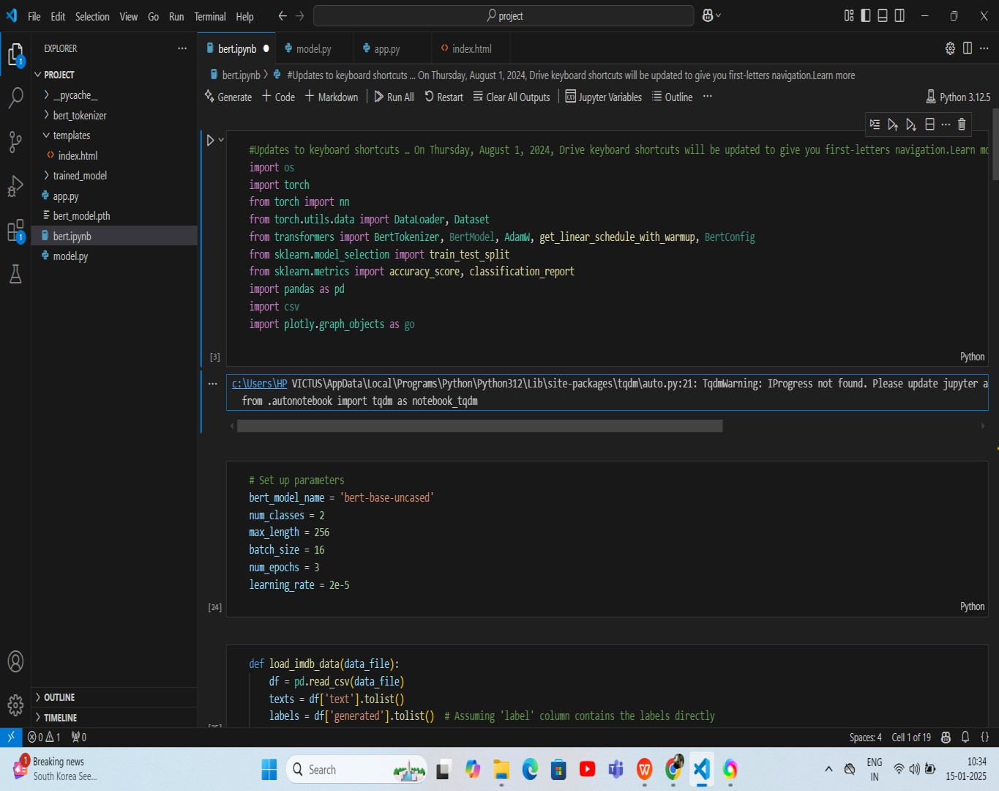 File Edit Selection View Go Run Terminal Help
project
EXPLORER
PROJECT
__pycache__
bert_tokenizer
templates
index.html
trained_model
app.py
bert_model.pth
bert.ipynb
model.py
OUTLINE
TIMELINE
bert.ipynb model.py app.py index.html
bert.ipynb > #Updates to keyboard shortcuts ... On Thursday, August 1, 2024, Drive keyboard shortcuts will be updated to give you first-letters navigation.Learn more
Generate + Code + Markdown Run All Restart Clear All Outputs Jupyter Variables Outline ... Python 3.12.5
#Updates to keyboard shortcuts … On Thursday, August 1, 2024, Drive keyboard shortcuts will be updated to give you first-letters navigation.Learn mo
import os
import torch
from torch import nn
from torch.utils.data import DataLoader, Dataset
from transformers import BertTokenizer, BertModel, AdamW, get_linear_schedule_with_warmup, BertConfig
from sklearn.model_selection import train_test_split
from sklearn.metrics import accuracy_score, classification_report
import pandas as pd
import csv
import plotly.graph_objects as go
[3] Python
c:\Users\HP VICTUS\AppData\Local\Programs\Python\Python312\Lib\site-packages\tqdm\auto.py:21: TqdmWarning: IProgress not found. Please update jupyter a
from .autonotebook import tqdm as notebook_tqdm
# Set up parameters
bert_model_name = 'bert-base-uncased'
num_classes = 2
max_length = 256
batch_size = 16
num_epochs = 3
learning_rate = 2e-5
[24] Python
def load_imdb_data(data_file):
df = pd.read_csv(data_file)
texts = df['text'].tolist()
labels = df['generated'].tolist() # Assuming 'label' column contains the labels directly
0 1 0 Spaces: 4 Cell 1 of 19
1 Breaking news
South Korea See...
Search
ENG
IN
10:34
15-01-2025